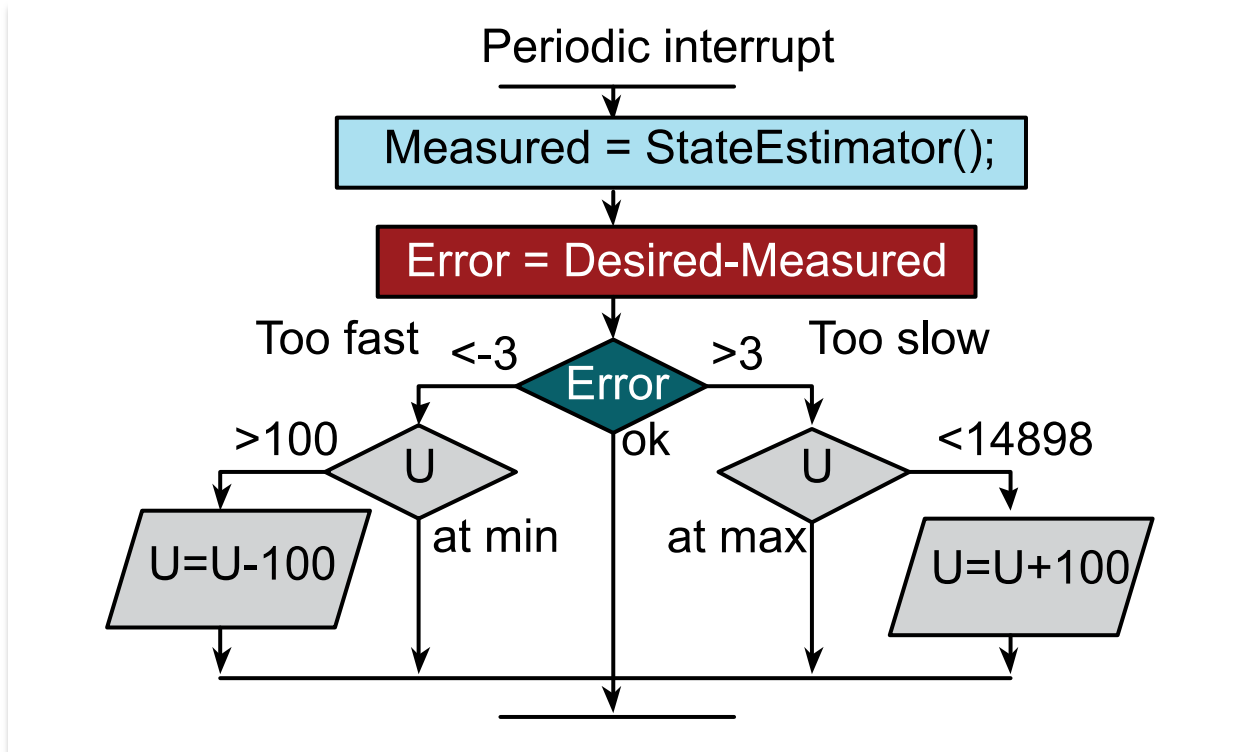 Periodic interrupt
Measured = StateEstimator();
Error = Desired-Measured
Too fast
<-3
Error
>3
Too slow
>100
U
ok
U
<14898
U=U-100
at min
at max
U=U+100